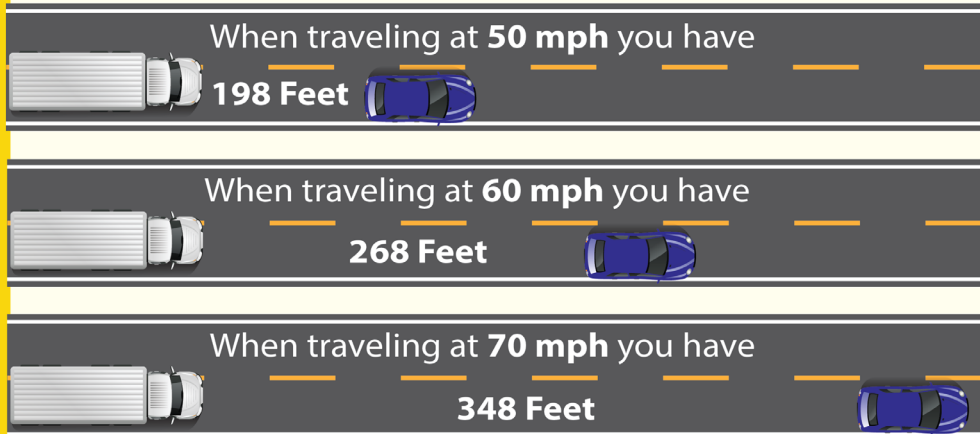 When traveling at 50 mph you have
198 Feet
When traveling at 60 mph you have
268 Feet
When traveling at 70 mph you have
348 Feet